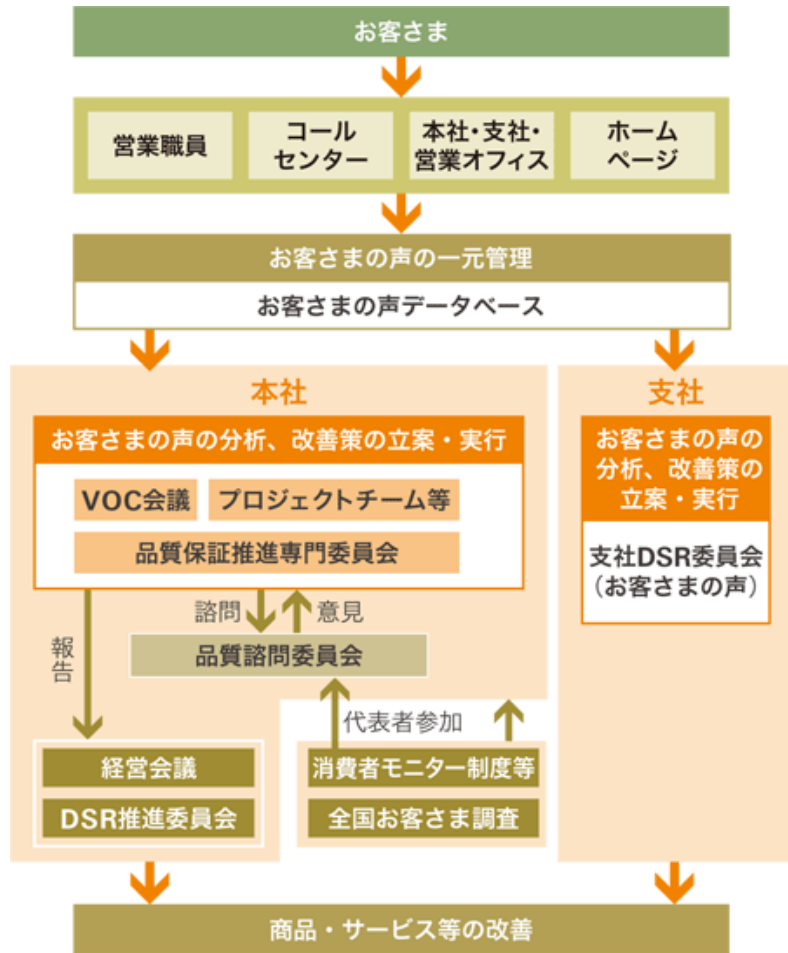 お客さま
営業職員
コール
センター
本社・支社・
営業オフィス
ホーム
ページ
お客さまの声の一元管理
お客さまの声データベース
本社
お客さまの声の分析、改善策の立案・実行
VOC会議
プロジェクトチーム等
品質保証推進専門委員会
諮問
意見
品質諮問委員会
報告
代表者参加
経営会議
DSR推進委員会
消費者モニター制度等
全国お客さま調査
支社
お客さまの声の
分析、改善策の
立案・実行
支社DSR委員会
（お客さまの声）
商品・サービス等の改善